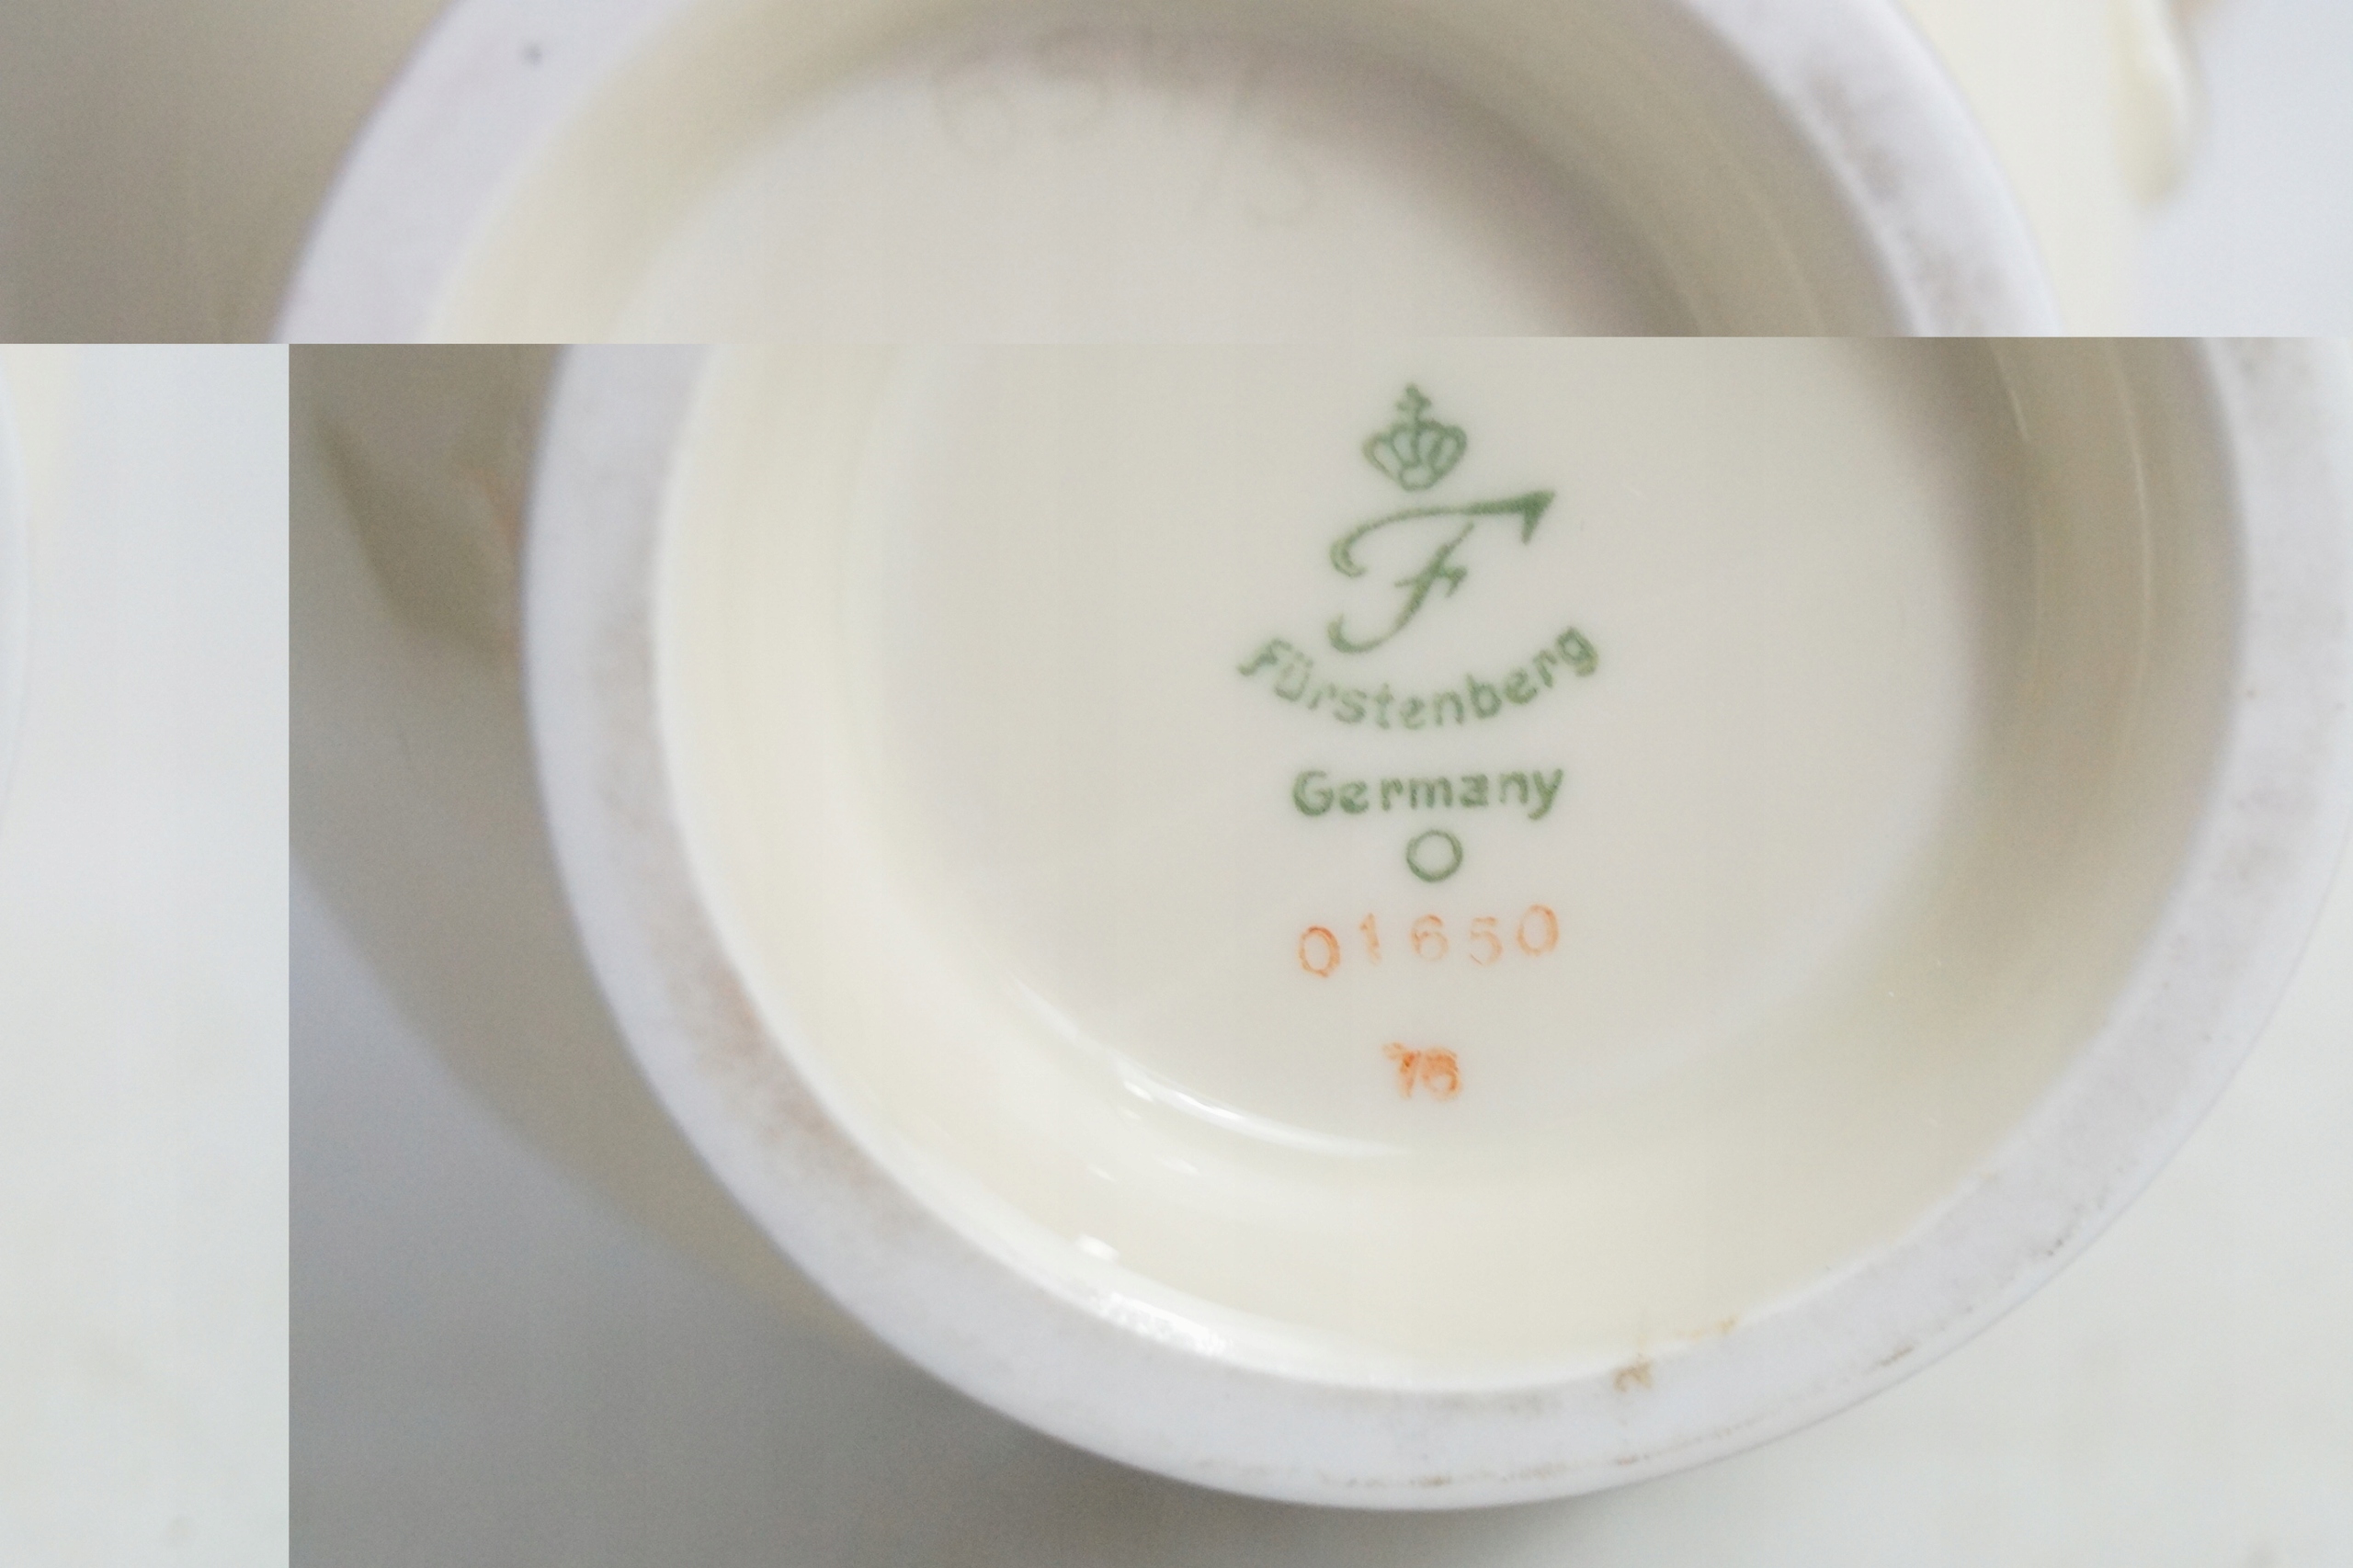 F
Fürstenberg
Germany
O
01650
76